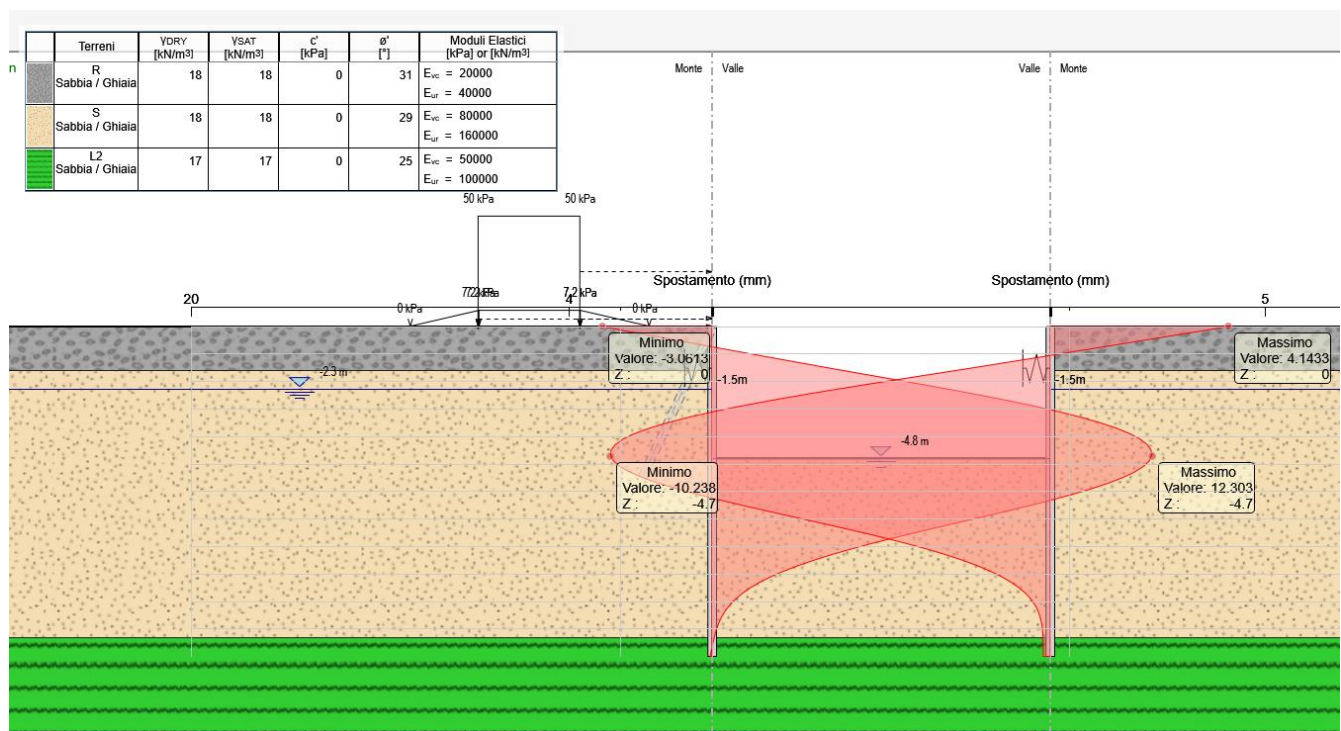 Terreni γDRY [kN/m³] γSAT [kN/m³] c' [kPa] ø' [°] Moduli Elastici [kPa] or [kN/m³]
R
Sabbia / Ghiaia 18 18 0 31 Evc = 20000
Eur = 40000
S
Sabbia / Ghiaia 18 18 0 29 Evc = 80000
Eur = 160000
L2
Sabbia / Ghiaia 17 17 0 25 Evc = 50000
Eur = 100000
n
Monte Valle
Valle Monte
50 kPa 50 kPa
Spostamento (mm) Spostamento (mm)
20 4 5
0 kPa 7.2 kPa 0 kPa
Minimo
Valore: -3.0613
Z : 0
Massimo
Valore: 4.1433
Z : 0
-2.3 m
-1.5m -1.5m
-4.8 m
Minimo
Valore: -10.238
Z : -4.7
Massimo
Valore: 12.303
Z : -4.7